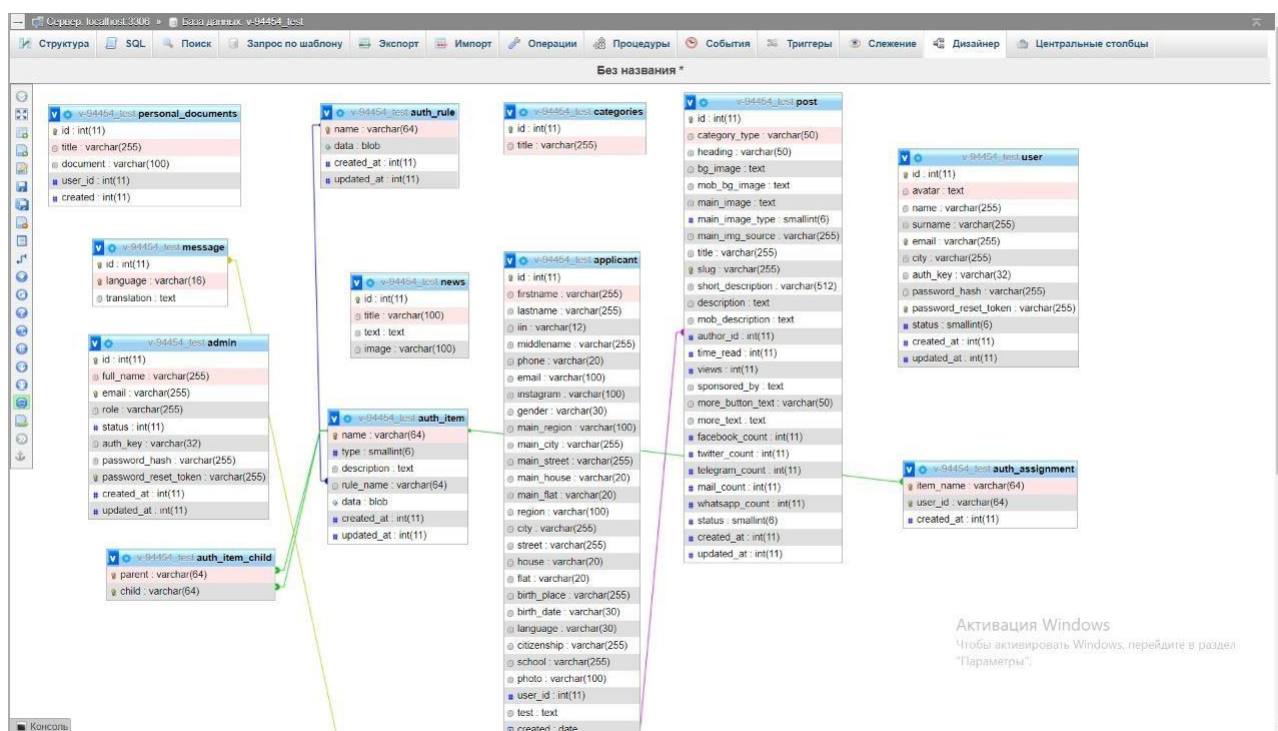 Сервер: localhost:3306 » База данных: v-94454_test
Структура SQL Поиск Запрос по шаблону Экспорт Импорт Операции Процедуры События Триггеры Слежение Дизайнер Центральные столбцы
Без названия *
v-94454_test personal_documents
id : int(11)
title : varchar(255)
document : varchar(100)
user_id : int(11)
created : int(11)
v-94454_test message
id : int(11)
language : varchar(16)
translation : text
v-94454_test admin
id : int(11)
full_name : varchar(255)
email : varchar(255)
role : varchar(255)
status : int(11)
auth_key : varchar(32)
password_hash : varchar(255)
password_reset_token : varchar(255)
created_at : int(11)
updated_at : int(11)
v-94454_test auth_item_child
parent : varchar(64)
child : varchar(64)
v-94454_test auth_rule
name : varchar(64)
data : blob
created_at : int(11)
updated_at : int(11)
v-94454_test news
id : int(11)
title : varchar(100)
text : text
image : varchar(100)
v-94454_test auth_item
name : varchar(64)
type : smallint(6)
description : text
rule_name : varchar(64)
data : blob
created_at : int(11)
updated_at : int(11)
v-94454_test categories
id : int(11)
title : varchar(255)
v-94454_test applicant
id : int(11)
firstname : varchar(255)
lastname : varchar(255)
iin : varchar(12)
middlename : varchar(255)
phone : varchar(20)
email : varchar(100)
instagram : varchar(100)
gender : varchar(30)
main_region : varchar(100)
main_city : varchar(255)
main_street : varchar(255)
main_house : varchar(20)
main_flat : varchar(20)
region : varchar(100)
city : varchar(255)
street : varchar(255)
house : varchar(20)
flat : varchar(20)
birth_place : varchar(255)
birth_date : varchar(30)
language : varchar(30)
citizenship : varchar(255)
school : varchar(255)
photo : varchar(100)
user_id : int(11)
test : text
created : date
v-94454_test post
id : int(11)
category_type : varchar(50)
heading : varchar(50)
bg_image : text
mob_bg_image : text
main_image : text
main_image_type : smallint(6)
main_img_source : varchar(255)
title : varchar(255)
slug : varchar(255)
short_description : varchar(512)
description : text
mob_description : text
author_id : int(11)
time_read : int(11)
views : int(11)
sponsored_by : text
more_button_text : varchar(50)
more_text : text
facebook_count : int(11)
twitter_count : int(11)
telegram_count : int(11)
mail_count : int(11)
whatsapp_count : int(11)
status : smallint(6)
created_at : int(11)
updated_at : int(11)
v-94454_test user
id : int(11)
avatar : text
name : varchar(255)
surname : varchar(255)
email : varchar(255)
city : varchar(255)
auth_key : varchar(32)
password_hash : varchar(255)
password_reset_token : varchar(255)
status : smallint(6)
created_at : int(11)
updated_at : int(11)
v-94454_test auth_assignment
item_name : varchar(64)
user_id : varchar(64)
created_at : int(11)
Активация Windows
Чтобы активировать Windows, перейдите в раздел
"Параметры".
Консоль